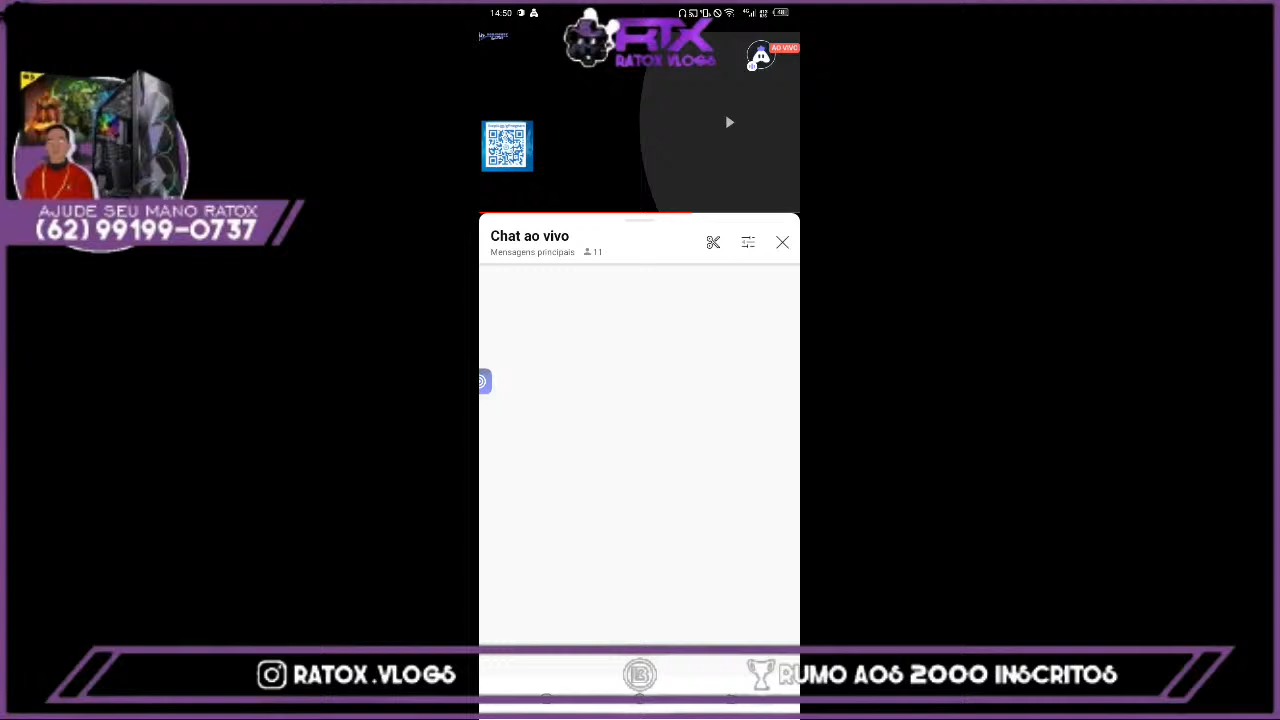 14:50
48
RTX
RATOX VLOGS
AO VIVO
AJUDE SEU MANO RATOX
(62) 99199-0737
Chat ao vivo
Mensagens principais 11
RATOX.VLOGS
RUMO AOS 2000 INSCRITOS